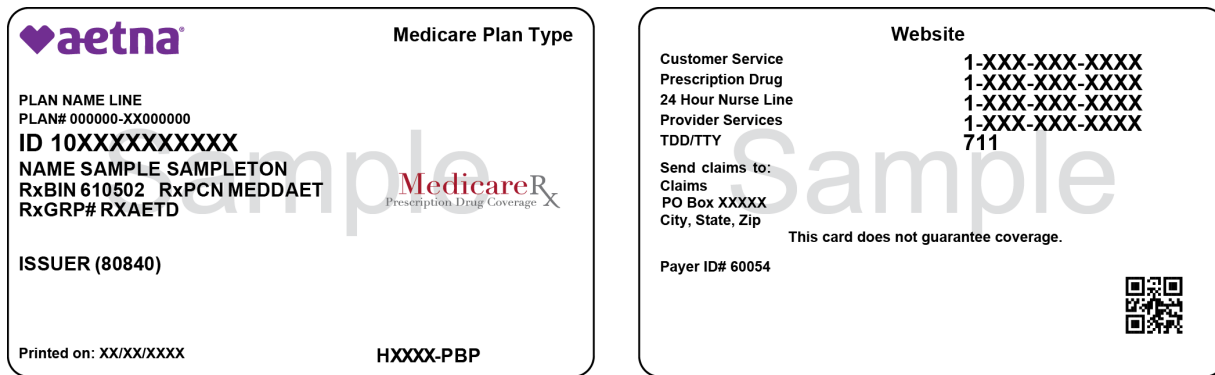 aetna
Medicare Plan Type
PLAN NAME LINE
PLAN# 000000-XX000000
ID 10XXXXXXXXXX
NAME SAMPLE SAMPLETON
RxBIN 610502 RxPCN MEDDAET
RxGRP# RXAETD
MedicareRx
Prescription Drug Coverage
Sample
ISSUER (80840)
Printed on: XX/XX/XXXX
HXXXX-PBP
Website
Customer Service 1-XXX-XXX-XXXX
Prescription Drug 1-XXX-XXX-XXXX
24 Hour Nurse Line 1-XXX-XXX-XXXX
Provider Services 1-XXX-XXX-XXXX
TDD/TTY 711
Sample
Send claims to:
Claims
PO Box XXXXX
City, State, Zip
This card does not guarantee coverage.
Payer ID# 60054